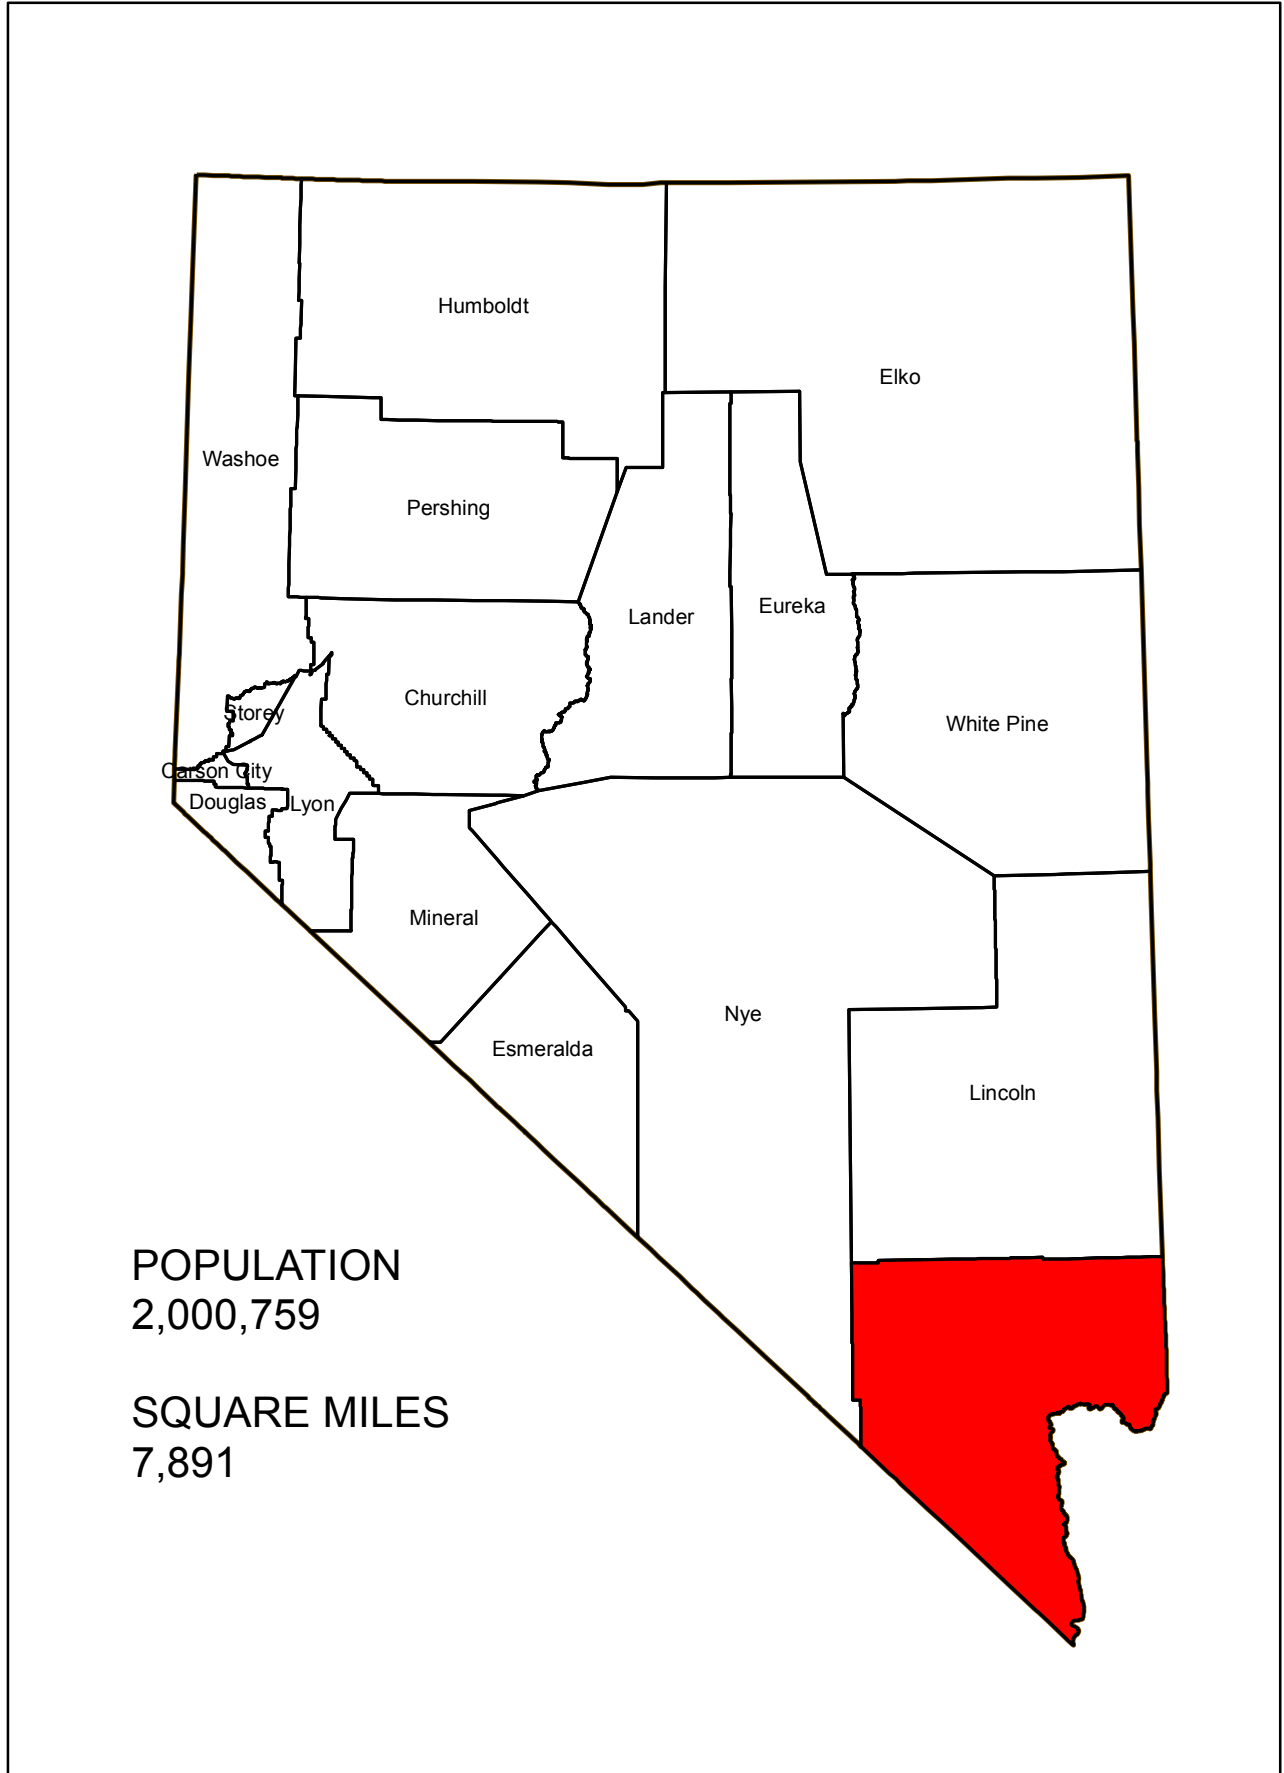 Humboldt
Elko
Washoe
Pershing
Eureka
Lander
Churchill
Storey
White Pine
Carson City
Douglas
Lyon
Mineral
Nye
Esmeralda
Lincoln
POPULATION
2,000,759
SQUARE MILES
7,891